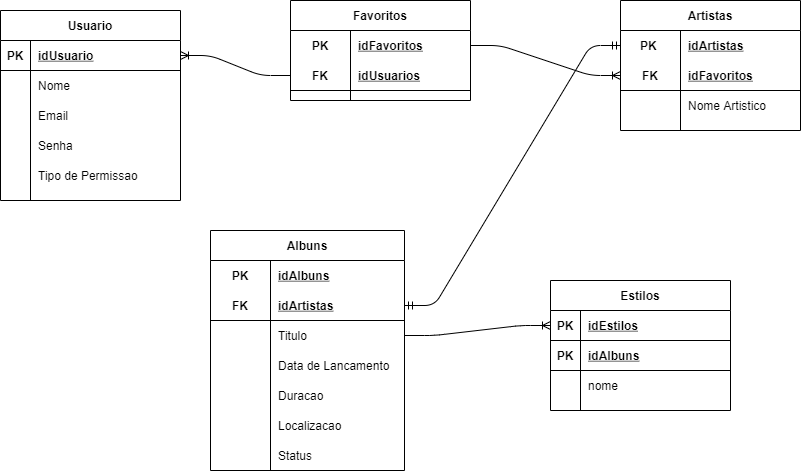 Usuario
PK idUsuario
Nome
Email
Senha
Tipo de Permissao
Favoritos
PK idFavoritos
FK idUsuarios
Artistas
PK idArtistas
FK idFavoritos
Nome Artistico
Albuns
PK idAlbuns
FK idArtistas
Titulo
Data de Lancamento
Duracao
Localizacao
Status
Estilos
PK idEstilos
PK idAlbuns
nome